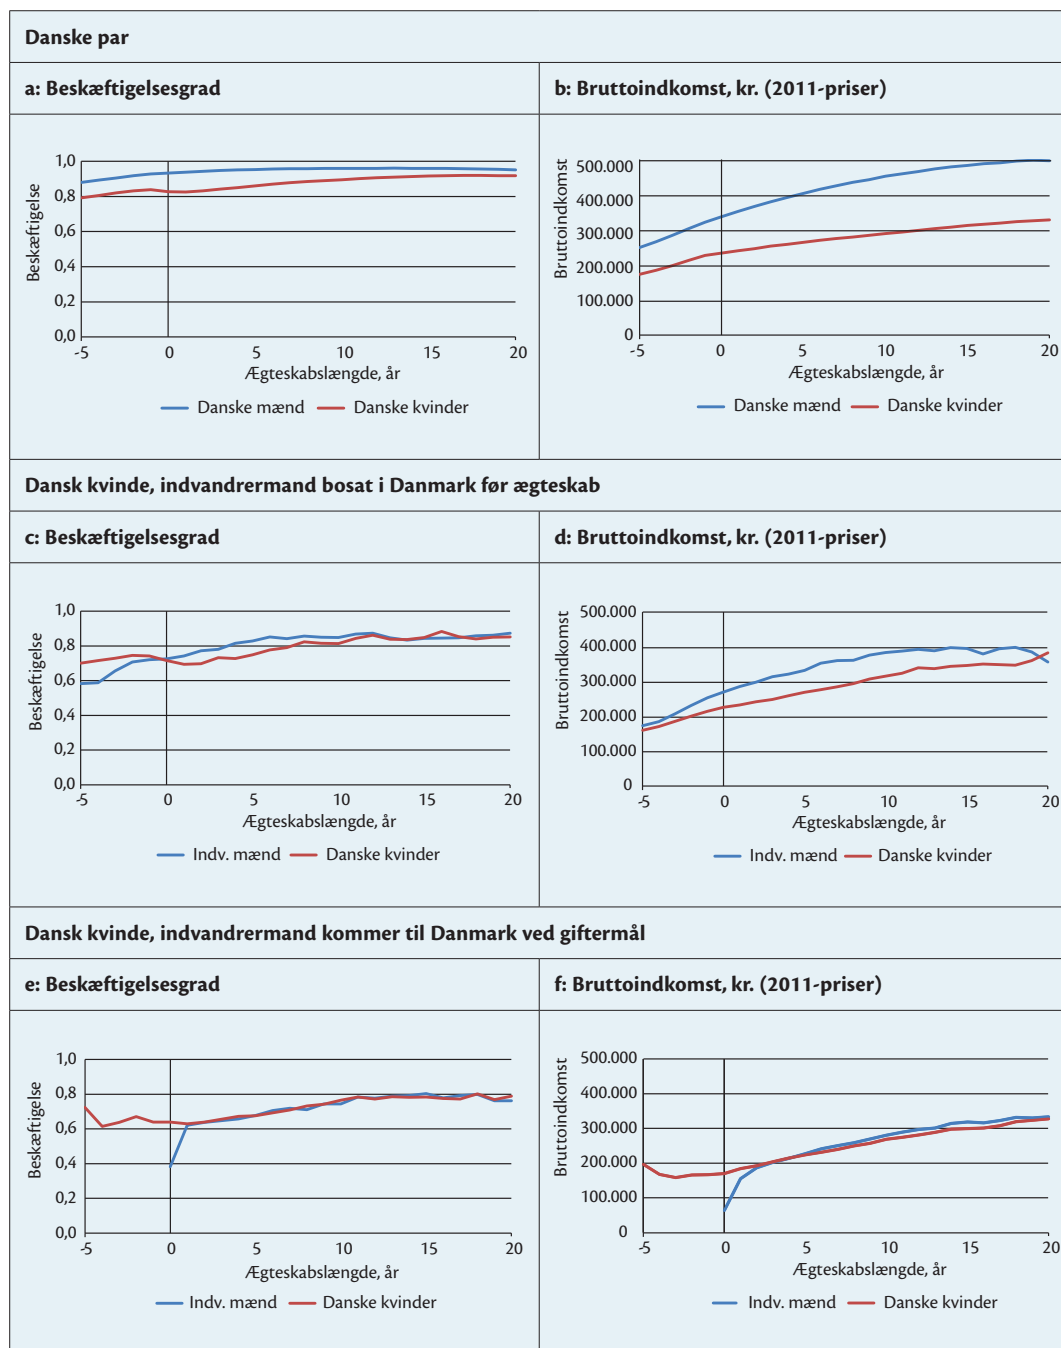 Danske par
a: Beskæftigelsesgrad
b: Bruttoindkomst, kr. (2011-priser)
Beskæftigelse
1,0
0,8
0,6
0,4
0,2
0,0
-5 0 5 10 15 20
Ægteskabslængde, år
Danske mænd Danske kvinder
Bruttoindkomst
500.000
400.000
300.000
200.000
100.000
0
-5 0 5 10 15 20
Ægteskabslængde, år
Danske mænd Danske kvinder
Dansk kvinde, indvandrermand bosat i Danmark før ægteskab
c: Beskæftigelsesgrad
d: Bruttoindkomst, kr. (2011-priser)
Beskæftigelse
1,0
0,8
0,6
0,4
0,2
0,0
-5 0 5 10 15 20
Ægteskabslængde, år
Indv. mænd Danske kvinder
Bruttoindkomst
500.000
400.000
300.000
200.000
100.000
0
-5 0 5 10 15 20
Ægteskabslængde, år
Indv. mænd Danske kvinder
Dansk kvinde, indvandrermand kommer til Danmark ved giftermål
e: Beskæftigelsesgrad
f: Bruttoindkomst, kr. (2011-priser)
Beskæftigelse
1,0
0,8
0,6
0,4
0,2
0,0
-5 0 5 10 15 20
Ægteskabslængde, år
Indv. mænd Danske kvinder
Bruttoindkomst
500.000
400.000
300.000
200.000
100.000
0
-5 0 5 10 15 20
Ægteskabslængde, år
Indv. mænd Danske kvinder